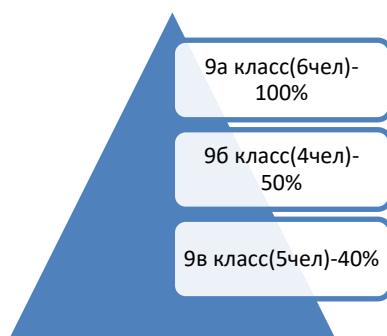 9а класс(6чел)-
100%
9б класс(4чел)-
50%
9в класс(5чел)-40%